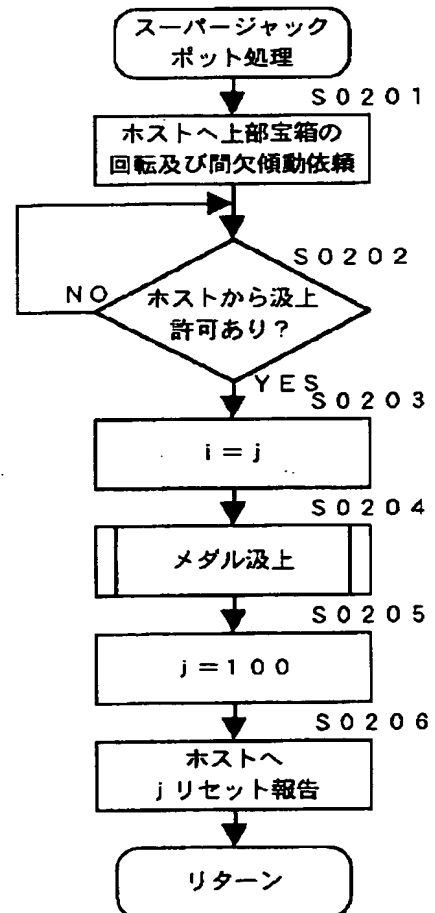 スーパージャック
ポット処理
S0201
ホストへ上部宝箱の
回転及び間欠傾動依頼
S0202
NO
ホストから汲上
許可あり?
YES
S0203
i=j
S0204
メダル汲上
S0205
j=100
S0206
ホストへ
jリセット報告
リターン